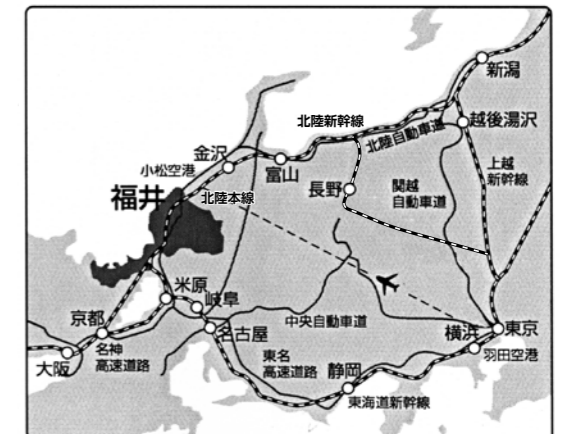 新潟
北陸新幹線
越後湯沢
北陸自動車道
金沢
小松空港
富山
上越
新幹線
長野
関越
自動車道
福井
北陸本線
米原
岐阜
京都
名古屋
中央自動車道
横浜
東京
名神
高速道路
東名
高速道路
羽田空港
大阪
静岡
東海道新幹線